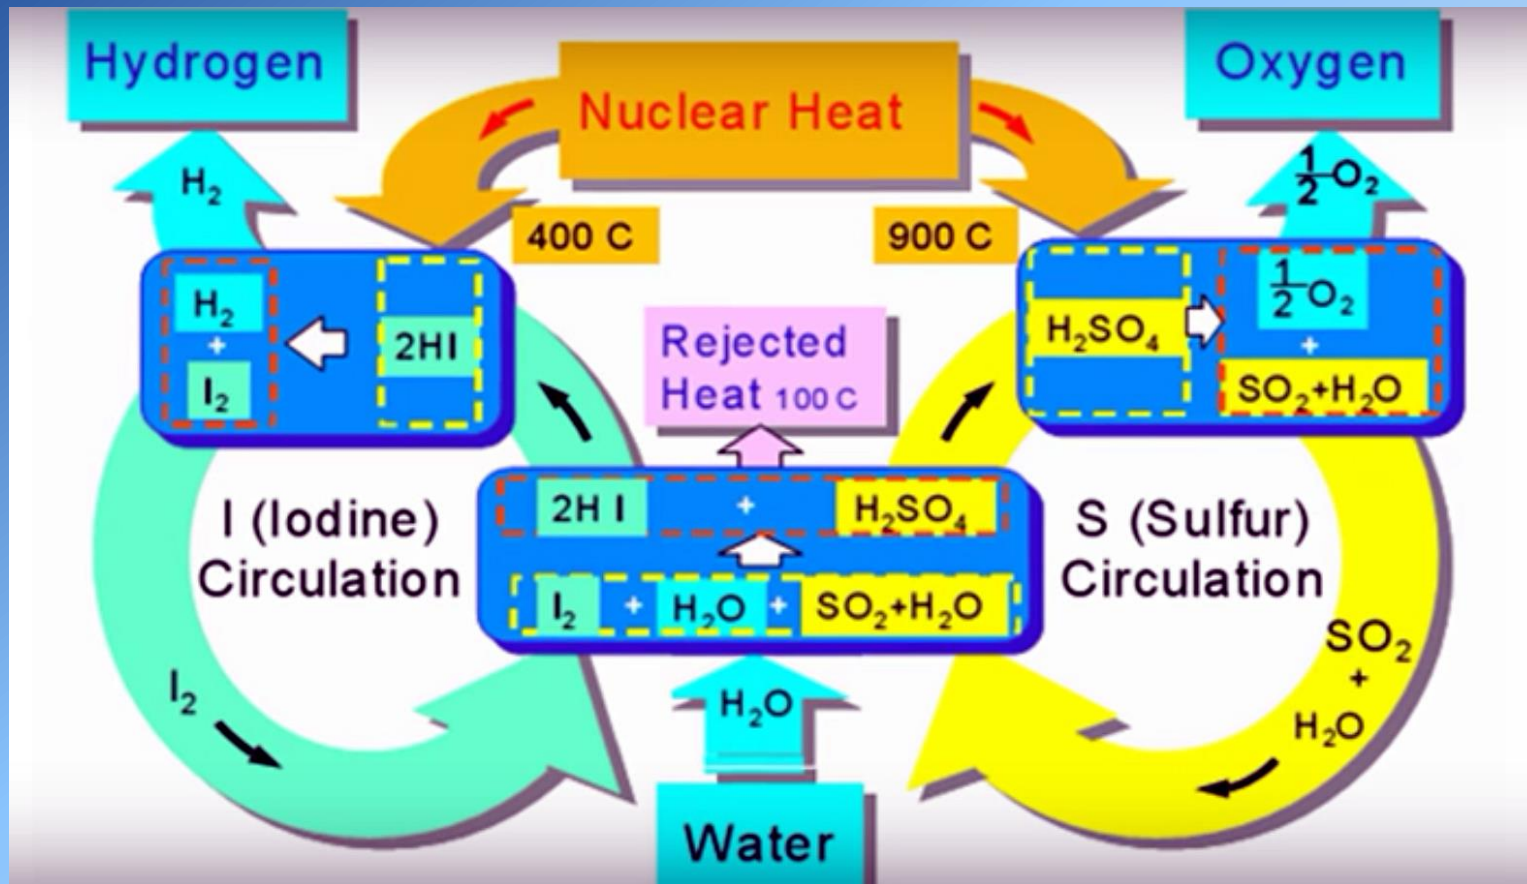 Hydrogen
Nuclear Heat
Oxygen
H₂
½O₂
400 C
900 C
H₂
+
I₂
2HI
Rejected
Heat 100 C
H₂SO₄
½O₂
+
SO₂+H₂O
I (Iodine)
Circulation
2H I + H₂SO₄
I₂ + H₂O + SO₂+H₂O
S (Sulfur)
Circulation
I₂
H₂O
SO₂
+
H₂O
Water